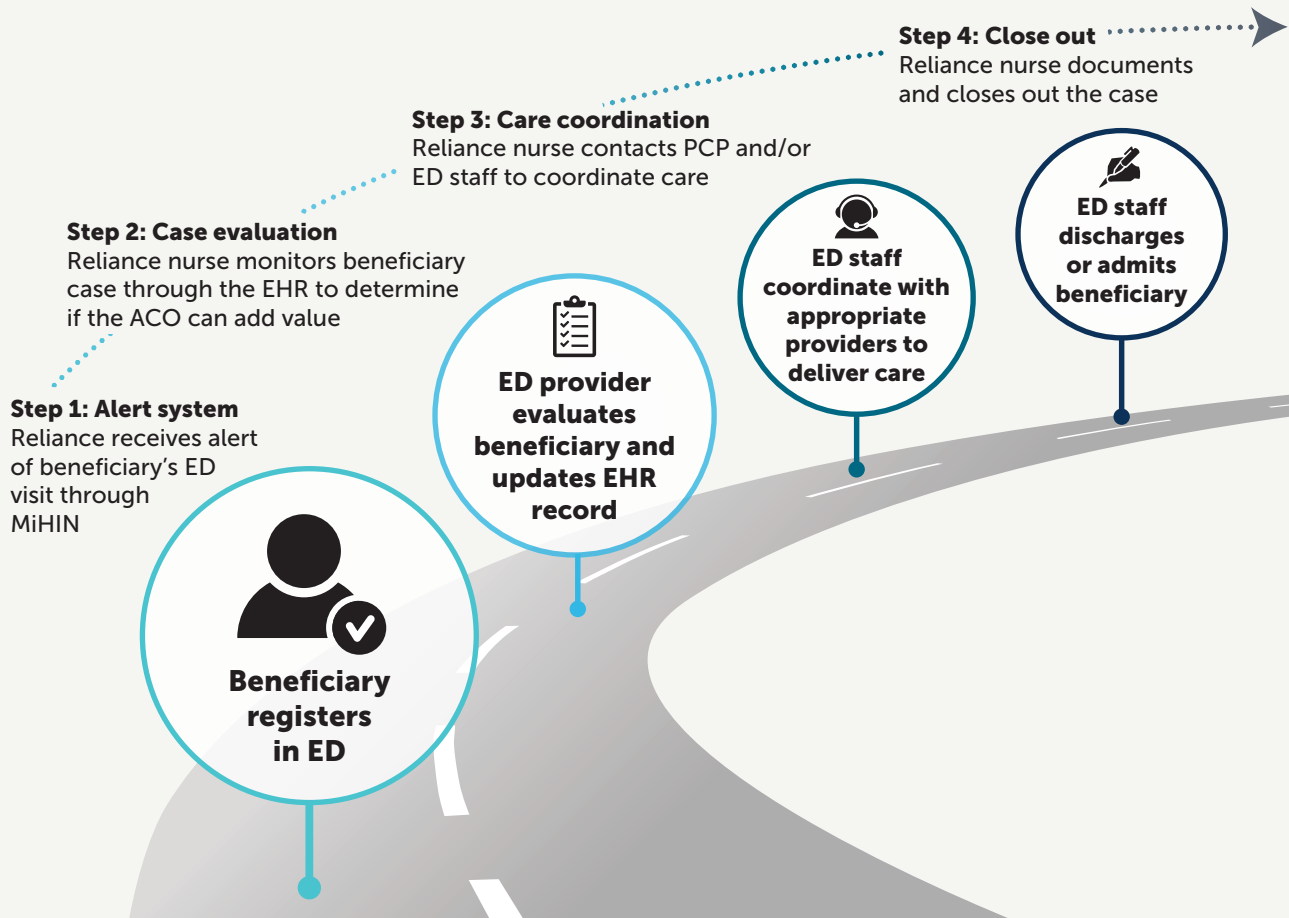 Step 1: Alert system
Reliance receives alert
of beneficiary's ED
visit through
MiHIN
Beneficiary
registers
in ED
Step 2: Case evaluation
Reliance nurse monitors beneficiary
case through the EHR to determine
if the ACO can add value
ED provider
evaluates
beneficiary and
updates EHR
record
Step 3: Care coordination
Reliance nurse contacts PCP and/or
ED staff to coordinate care
ED staff
coordinate with
appropriate
providers to
deliver care
Step 4: Close out
Reliance nurse documents
and closes out the case
ED staff
discharges
or admits
beneficiary